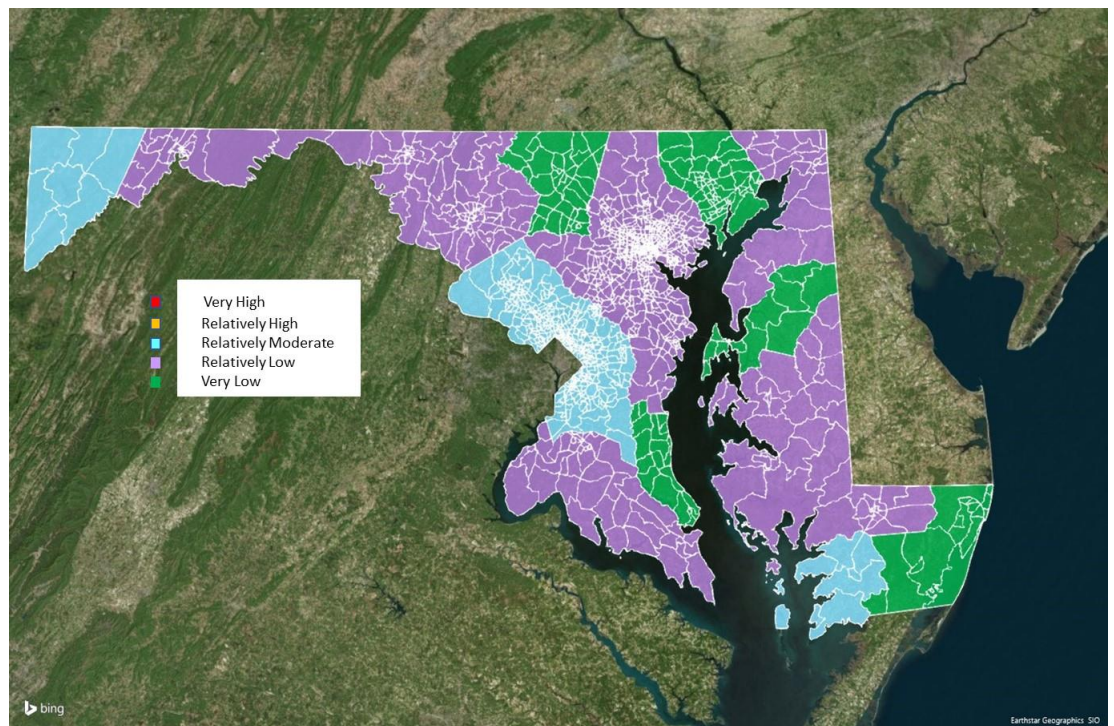 Very High
Relatively High
Relatively Moderate
Relatively Low
Very Low
bing
Earthstar Geographics SIO